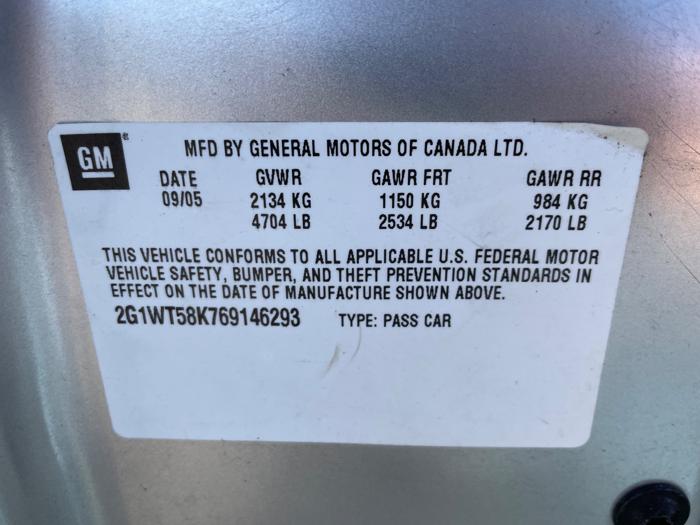 GM®
MFD BY GENERAL MOTORS OF CANADA LTD.
DATE GVWR GAWR FRT GAWR RR
09/05 2134 KG 1150 KG 984 KG
4704 LB 2534 LB 2170 LB
THIS VEHICLE CONFORMS TO ALL APPLICABLE U.S. FEDERAL MOTOR
VEHICLE SAFETY, BUMPER, AND THEFT PREVENTION STANDARDS IN
EFFECT ON THE DATE OF MANUFACTURE SHOWN ABOVE.
2G1WT58K769146293 TYPE: PASS CAR